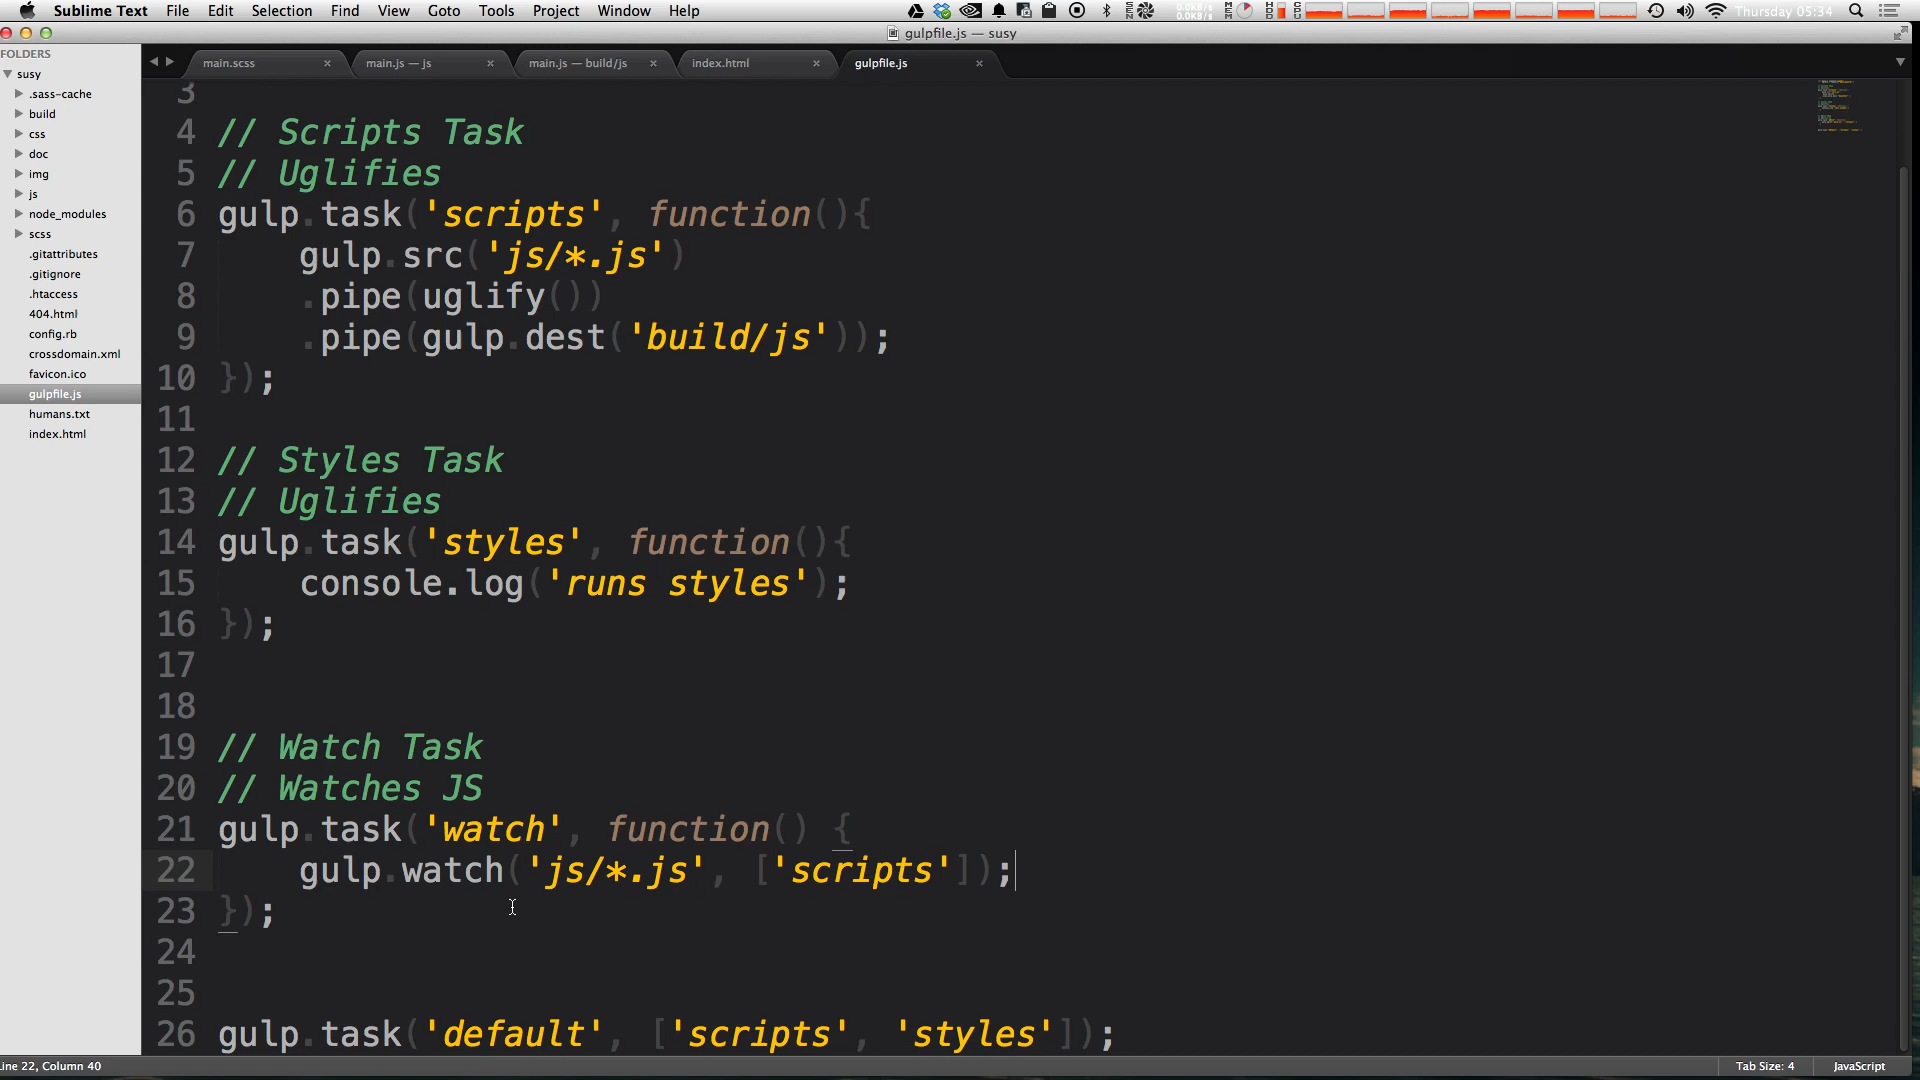 Sublime Text File Edit Selection Find View Goto Tools Project Window Help Thursday 05:34
gulpfile.js — susy
FOLDERS
susy
.sass-cache
build
css
doc
img
js
node_modules
scss
.gitattributes
.gitignore
.htaccess
404.html
config.rb
crossdomain.xml
favicon.ico
gulpfile.js
humans.txt
index.html
main.scss main.js — js main.js — build/js index.html gulpfile.js
3
4 // Scripts Task
5 // Uglifies
6 gulp.task('scripts', function(){
7 gulp.src('js/*.js')
8 .pipe(uglify())
9 .pipe(gulp.dest('build/js'));
10 });
11
12 // Styles Task
13 // Uglifies
14 gulp.task('styles', function(){
15 console.log('runs styles');
16 });
17
18
19 // Watch Task
20 // Watches JS
21 gulp.task('watch', function() {
22 gulp.watch('js/*.js', ['scripts']);
23 });
24
25
26 gulp.task('default', ['scripts', 'styles']);
Line 22, Column 40 Tab Size: 4 JavaScript